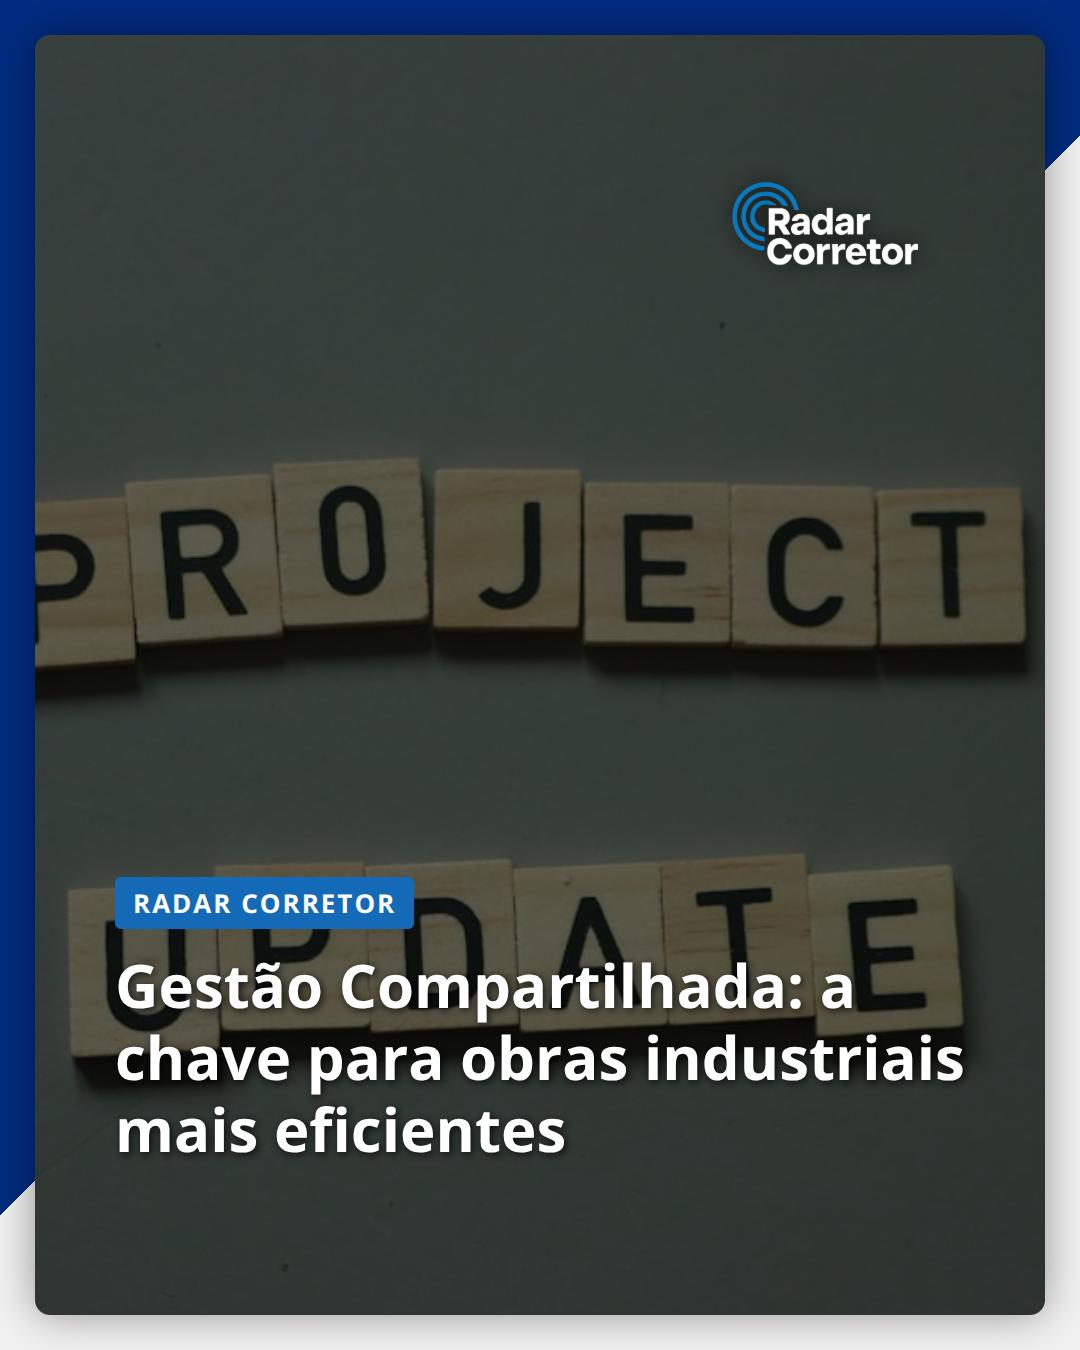 Radar
Corretor
PROJECT
UPDATE
RADAR CORRETOR
Gestão Compartilhada: a
chave para obras industriais
mais eficientes